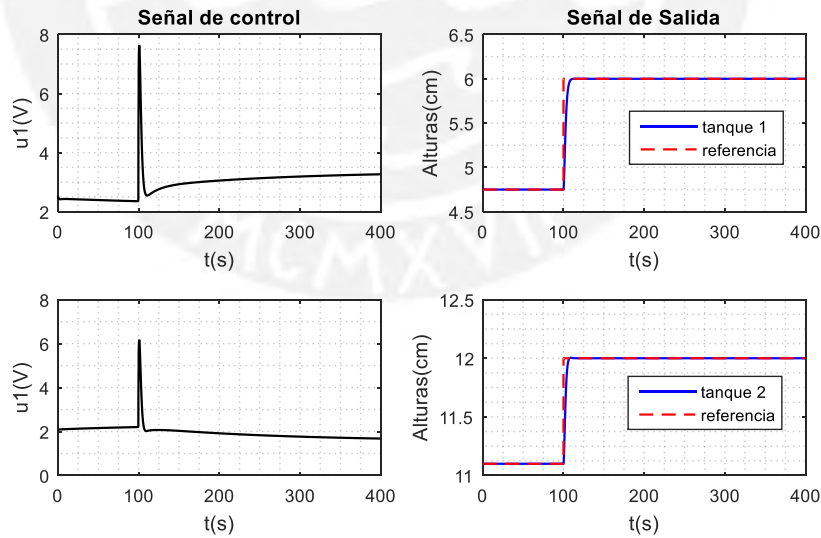 Señal de control
8
6
4
2
u1(V)
0 100 200 300 400
t(s)
Señal de Salida
6.5
6
5.5
5
4.5
Alturas(cm)
tanque 1
referencia
0 100 200 300 400
t(s)
8
6
4
2
0
u1(V)
0 100 200 300 400
t(s)
12.5
12
11.5
11
Alturas(cm)
tanque 2
referencia
0 100 200 300 400
t(s)
MCMXVII